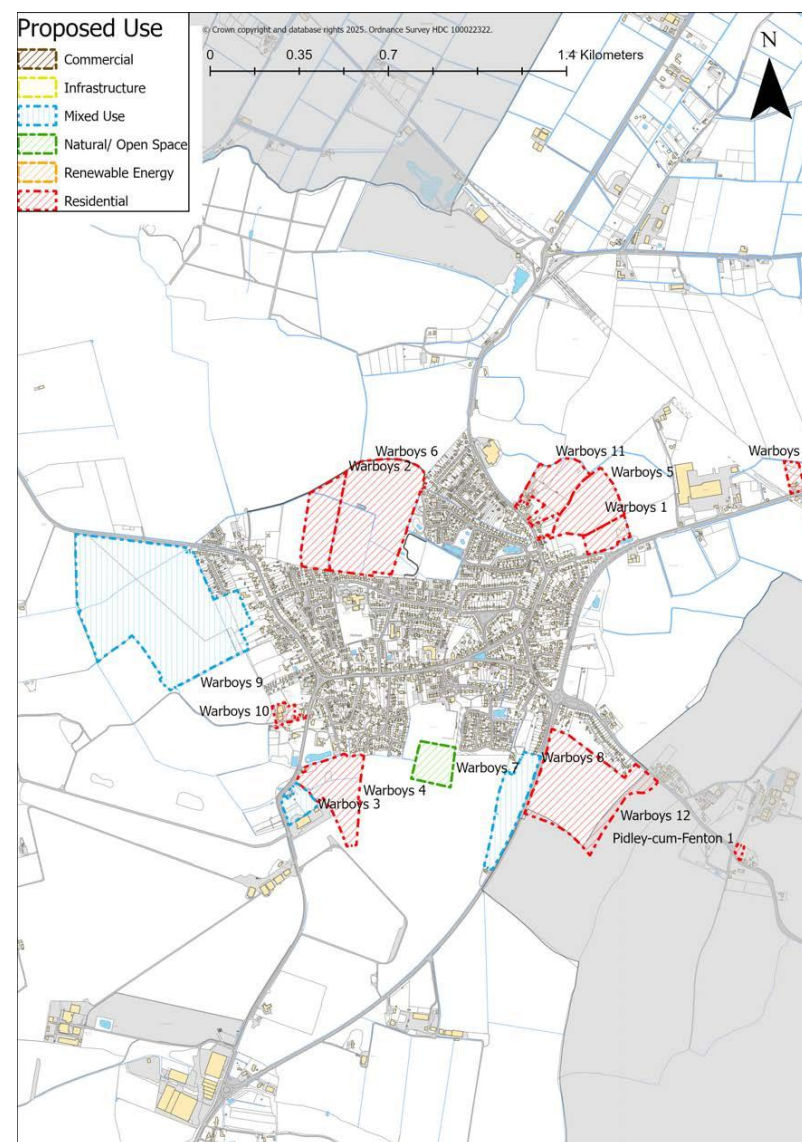 Proposed Use
Commercial
Infrastructure
Mixed Use
Natural/ Open Space
Renewable Energy
Residential
© Crown copyright and database rights 2025. Ordnance Survey HDC 100022322.
0 0.35 0.7 1.4 Kilometers
N
Warboys 6
Warboys 2
Warboys 11
Warboys 5
Warboys 1
Warboys
Warboys 9
Warboys 10
Warboys 7
Warboys 8
Warboys 4
Warboys 3
Warboys 12
Pidley-cum-Fenton 1